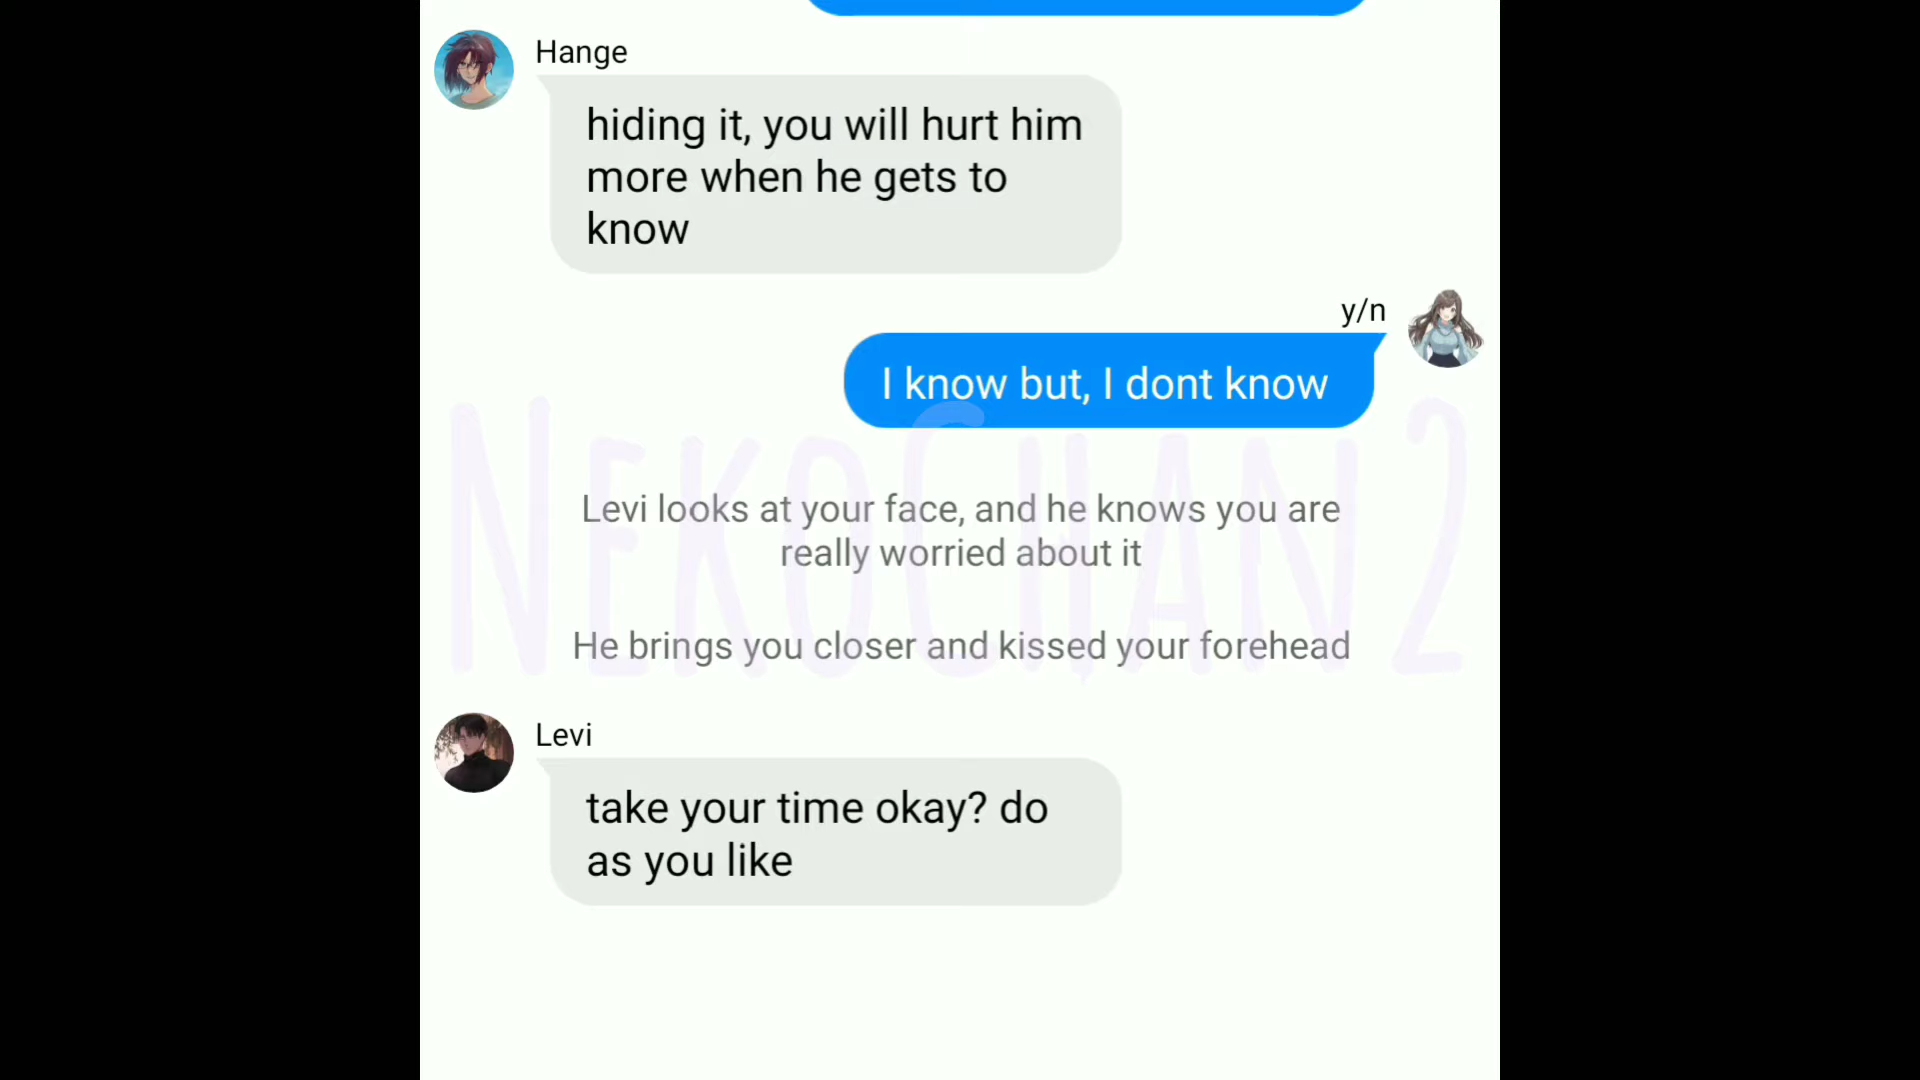 Hange
hiding it, you will hurt him
more when he gets to
know
y/n
I know but, I dont know
NEKOCHAN2
Levi looks at your face, and he knows you are
really worried about it
He brings you closer and kissed your forehead
Levi
take your time okay? do
as you like